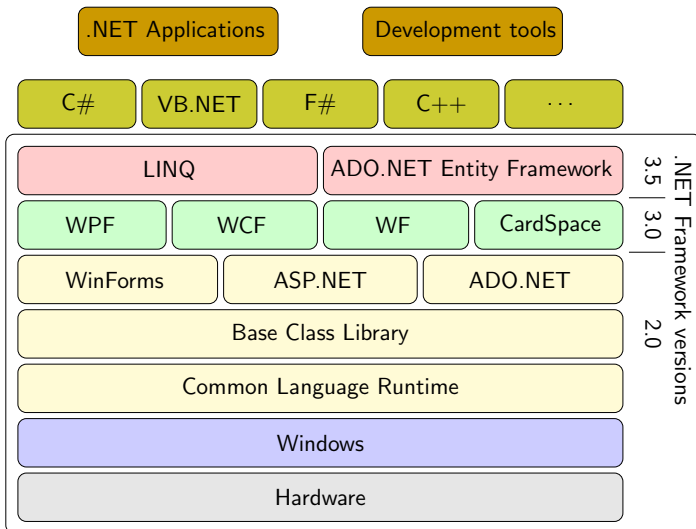 .NET Applications Development tools
C# VB.NET F# C++ ...
LINQ ADO.NET Entity Framework 3.5
WPF WCF WF CardSpace 3.0
WinForms ASP.NET ADO.NET
Base Class Library 2.0
Common Language Runtime
Windows
Hardware
.NET Framework versions